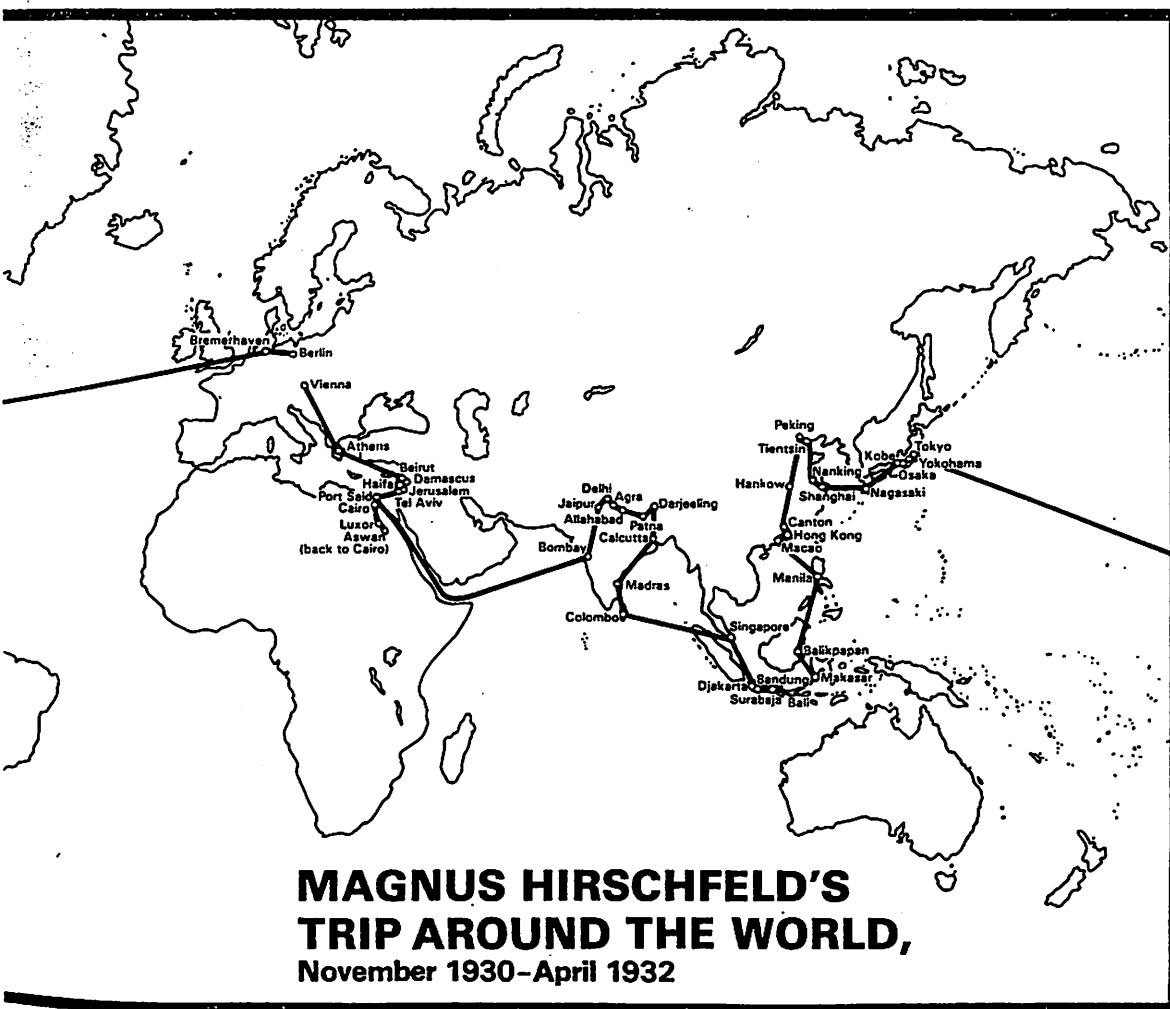 Bremerhaven
Berlin
Vienna
Athens
Beirut
Damascus
Haifa
Jerusalem
Port Said
Tel Aviv
Cairo
Luxor
Aswan
(back to Cairo)
Delhi
Agra
Jaipur
Darjeeling
Allahabad
Patna
Calcutta
Bombay
Madras
Colombo
Peking
Tientsin
Tokyo
Kobe
Yokohama
Osaka
Nanking
Hankow
Shanghai
Nagasaki
Canton
Hong Kong
Macao
Manila
Singapore
Balikpapan
Bandung
Makasar
Djakarta
Surabaja
Bali
MAGNUS HIRSCHFELD'S
TRIP AROUND THE WORLD,
November 1930–April 1932